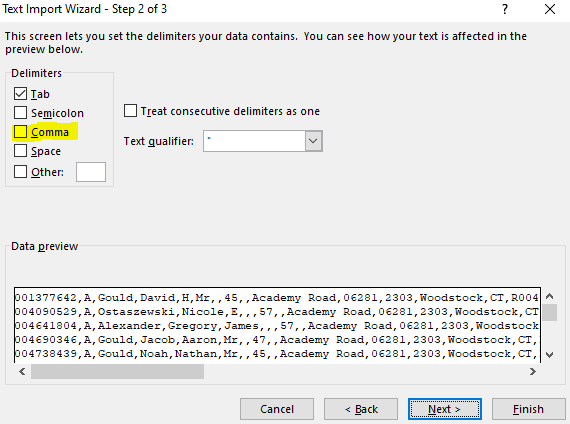 Text Import Wizard - Step 2 of 3
This screen lets you set the delimiters your data contains. You can see how your text is affected in the
preview below.
Delimiters
Tab
Semicolon
Comma
Space
Other:
Treat consecutive delimiters as one
Text qualifier: "
Data preview
001377642,A,Gould,David,H,Mr,,45,,Academy Road,06281,2303,Woodstock,CT,R004
004090529,A,Ostaszewski,Nicole,E,,,57,,Academy Road,06281,2303,Woodstock,CT
004641804,A,Alexander,Gregory,James,,,57,,Academy Road,06281,2303,Woodstock
004690346,A,Gould,Jacob,Aaron,Mr,,47,,Academy Road,06281,2303,Woodstock,CT,
004738439,A,Gould,Noah,Nathan,Mr,,45,,Academy Road,06281,2303,Woodstock,CT,
Cancel
< Back
Next >
Finish